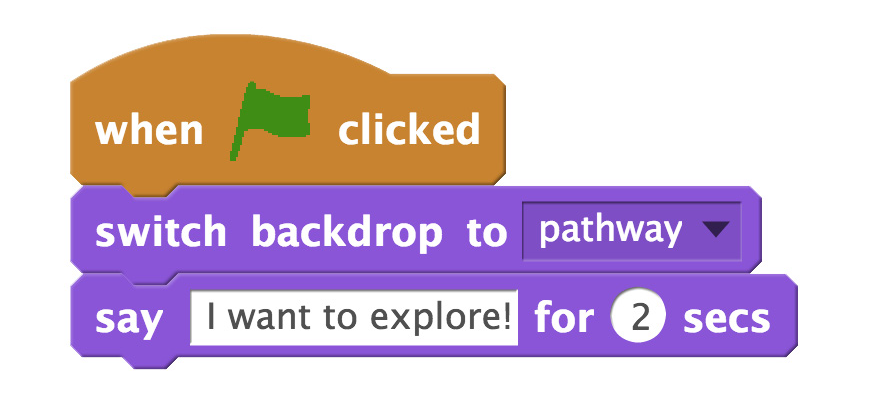 when clicked
switch backdrop to pathway
say I want to explore! for 2 secs